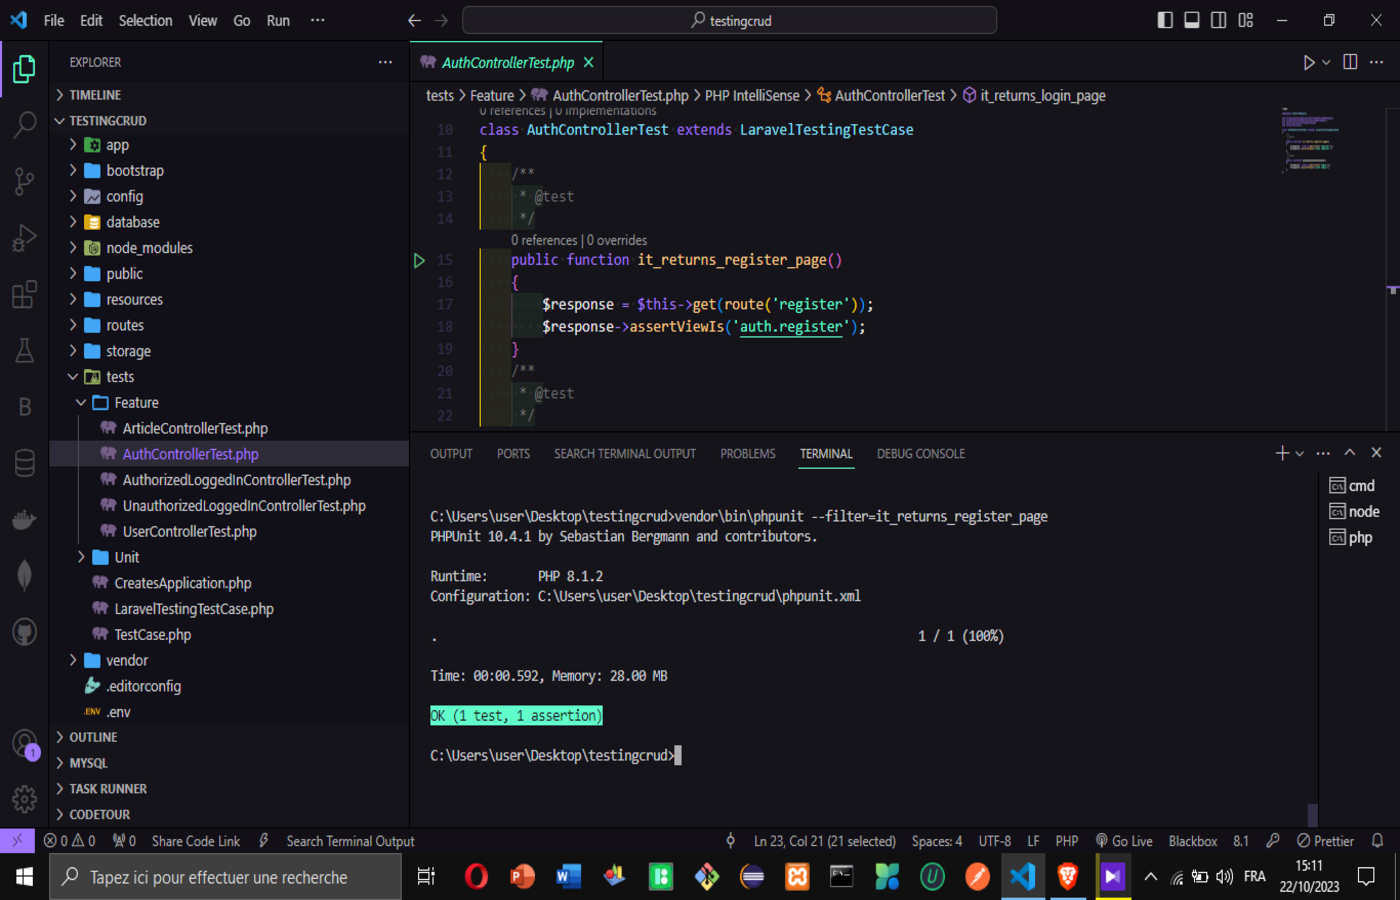 File Edit Selection View Go Run ···
testingcrud
EXPLORER
TIMELINE
TESTINGCRUD
app
bootstrap
config
database
node_modules
public
resources
routes
storage
tests
Feature
ArticleControllerTest.php
AuthControllerTest.php
AuthorizedLoggedInControllerTest.php
UnauthorizedLoggedInControllerTest.php
UserControllerTest.php
Unit
CreatesApplication.php
LaravelTestingTestCase.php
TestCase.php
vendor
.editorconfig
.ENV .env
OUTLINE
MYSQL
TASK RUNNER
CODETOUR
B
1
AuthControllerTest.php
tests > Feature > AuthControllerTest.php > PHP IntelliSense > AuthControllerTest > it_returns_login_page
0 references | 0 implementations
10 class AuthControllerTest extends LaravelTestingTestCase
11 {
12 /**
13 * @test
14 */
0 references | 0 overrides
15 public function it_returns_register_page()
16 {
17 $response = $this->get(route('register'));
18 $response->assertViewIs('auth.register');
19 }
20 /**
21 * @test
22 */
OUTPUT PORTS SEARCH TERMINAL OUTPUT PROBLEMS TERMINAL DEBUG CONSOLE
cmd
node
php
C:\Users\user\Desktop\testingcrud>vendor\bin\phpunit --filter=it_returns_register_page
PHPUnit 10.4.1 by Sebastian Bergmann and contributors.
Runtime: PHP 8.1.2
Configuration: C:\Users\user\Desktop\testingcrud\phpunit.xml
. 1 / 1 (100%)
Time: 00:00.592, Memory: 28.00 MB
OK (1 test, 1 assertion)
C:\Users\user\Desktop\testingcrud>
0 0 0 Share Code Link Search Terminal Output Ln 23, Col 21 (21 selected) Spaces: 4 UTF-8 LF PHP Go Live Blackbox 8.1 Prettier
Tapez ici pour effectuer une recherche
FRA
15:11
22/10/2023